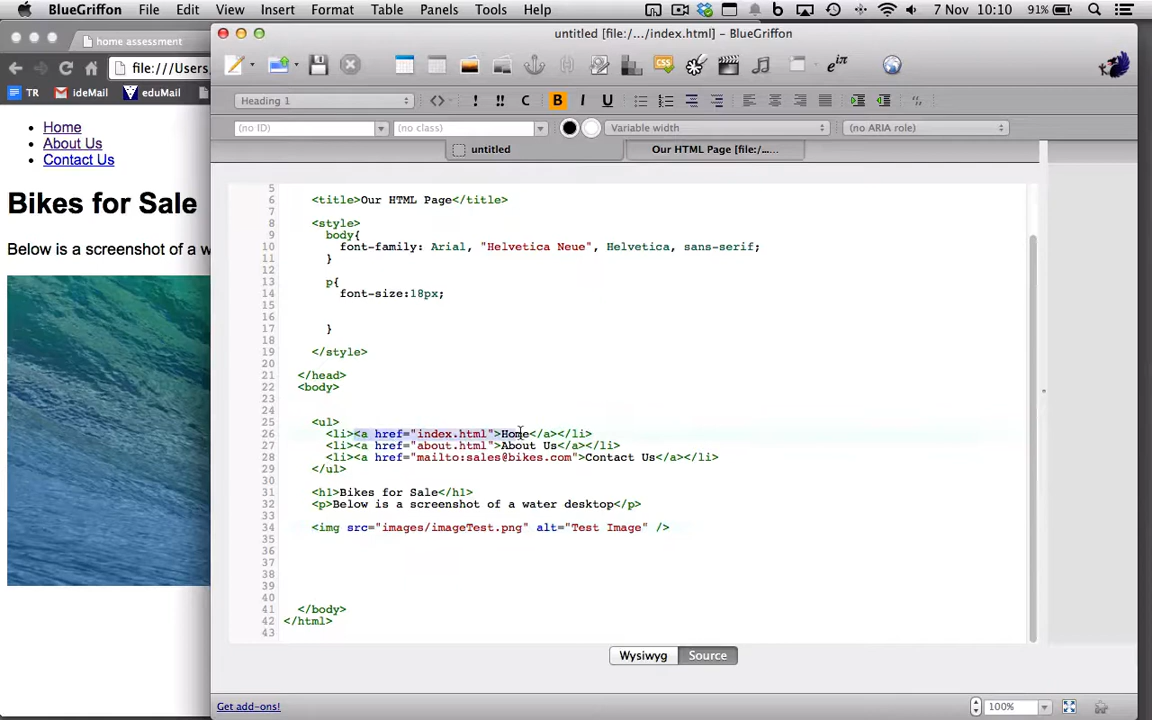 BlueGriffon File Edit View Insert Format Table Panels Tools Help 7 Nov 10:10 91%
home assessment
file:///Users,
TR ideMail eduMail
Home
About Us
Contact Us
Bikes for Sale
Below is a screenshot of a w
untitled [file:/.../index.html] – BlueGriffon
Heading 1 ! !! C B I U
(no ID) (no class) Variable width (no ARIA role)
untitled Our HTML Page [file:/...
5
6 <title>Our HTML Page</title>
7
8 <style>
9 body{
10 font-family: Arial, "Helvetica Neue", Helvetica, sans-serif;
11 }
12
13 p{
14 font-size:18px;
15
16
17 }
18
19 </style>
20
21 </head>
22 <body>
23
24
25 <ul>
26 <li><a href="index.html">Home</a></li>
27 <li><a href="about.html">About Us</a></li>
28 <li><a href="mailto:sales@bikes.com">Contact Us</a></li>
29 </ul>
30
31 <h1>Bikes for Sale</h1>
32 <p>Below is a screenshot of a water desktop</p>
33
34 <img src="images/imageTest.png" alt="Test Image" />
35
36
37
38
39
40
41 </body>
42 </html>
43
Wysiwyg Source
Get add-ons! 100%